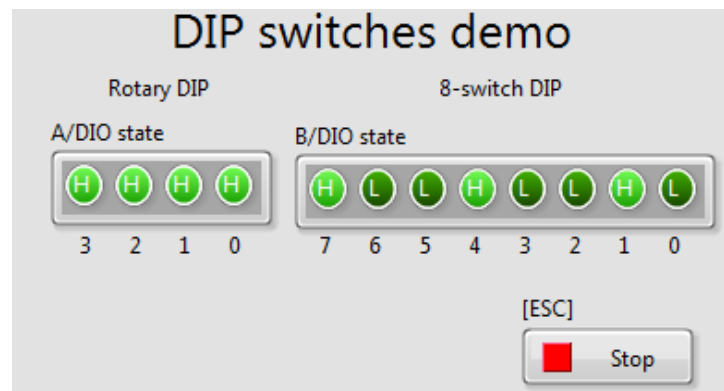 DIP switches demo
Rotary DIP
8-switch DIP
A/DIO state
B/DIO state
H H H H
H L L H L L H L
3 2 1 0
7 6 5 4 3 2 1 0
[ESC]
Stop